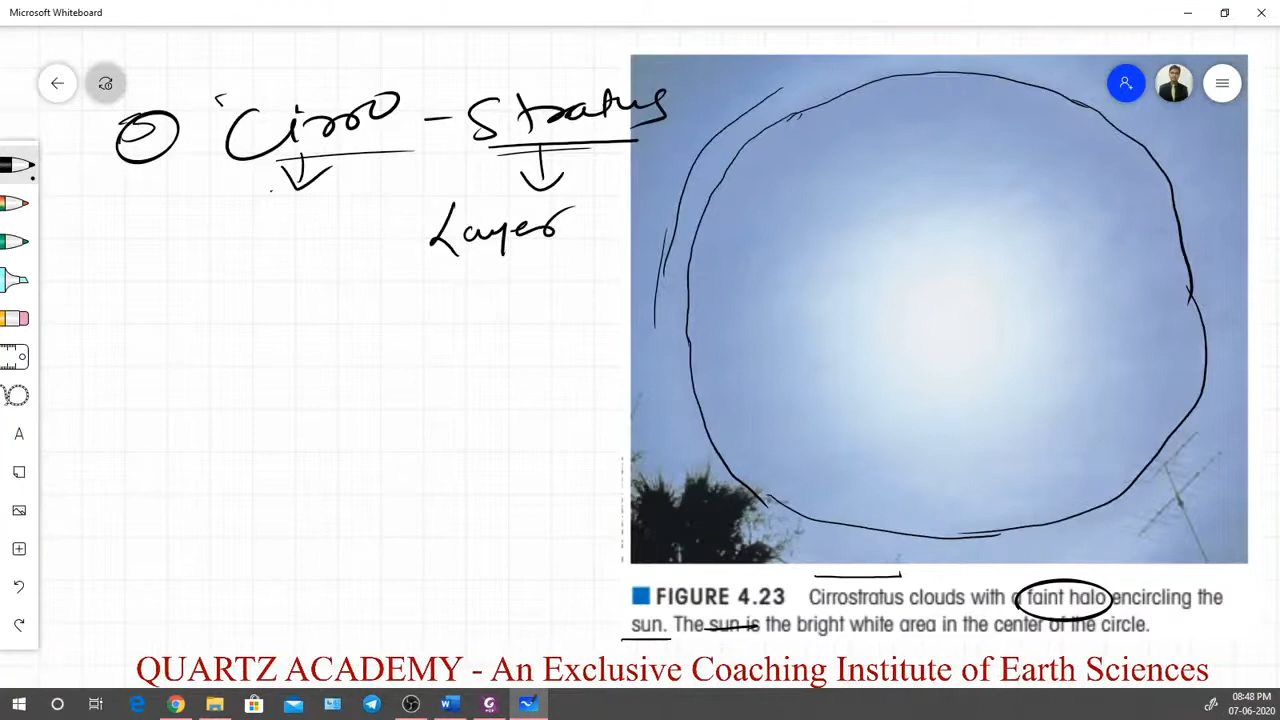 Microsoft Whiteboard
Cirro - Stratus
Layer
A
FIGURE 4.23 Cirrostratus clouds with a faint halo encircling the
sun. The sun is the bright white area in the center of the circle.
QUARTZ ACADEMY - An Exclusive Coaching Institute of Earth Sciences
08:48 PM
07-06-2020